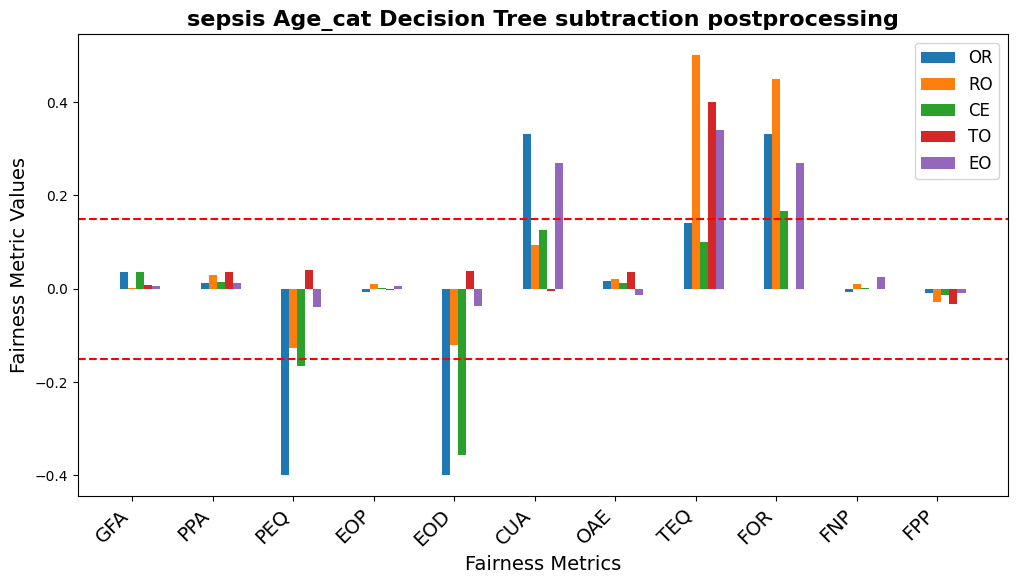 sepsis Age_cat Decision Tree subtraction postprocessing
OR
RO
CE
TO
EO
Fairness Metric Values
0.4
0.2
0.0
−0.2
−0.4
GFA
PPA
PEQ
EOP
EOD
CUA
OAE
TEQ
FOR
FNP
FPP
Fairness Metrics